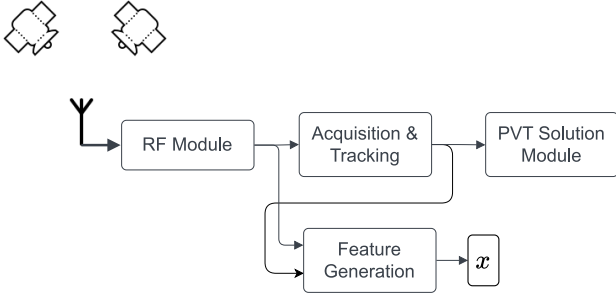 RF Module
Acquisition &
Tracking
PVT Solution
Module
Feature
Generation
x